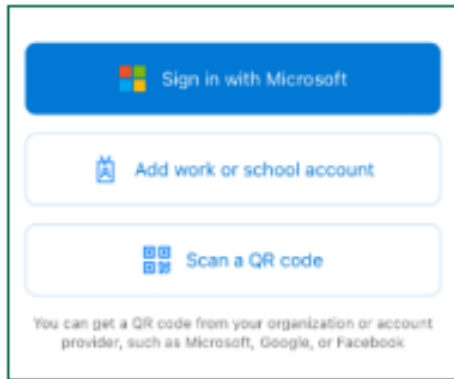 Sign in with Microsoft
Add work or school account
Scan a QR code
You can get a QR code from your organization or account
provider, such as Microsoft, Google, or Facebook